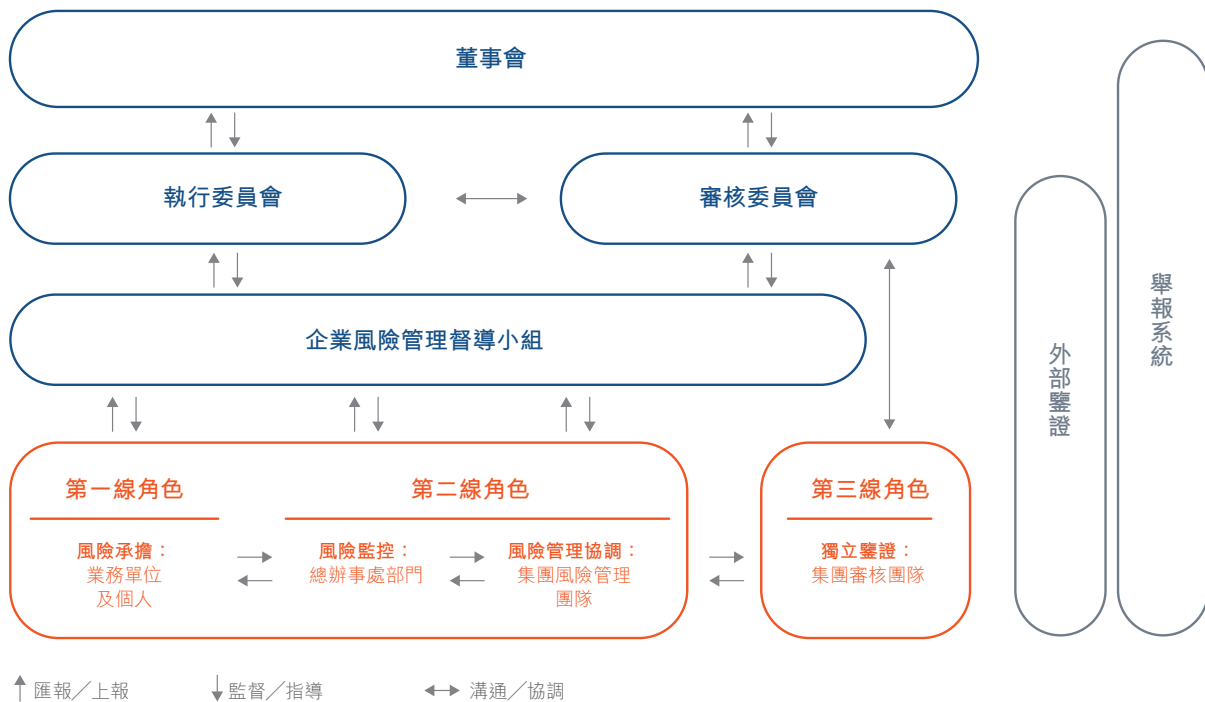 董事會
執行委員會
審核委員會
企業風險管理督導小組
第一線角色
風險承擔：
業務單位
及個人
第二線角色
風險監控：
總辦事處部門
風險管理協調：
集團風險管理
團隊
第三線角色
獨立鑒證：
集團審核團隊
外部鑒證
舉報系統
匯報／上報
監督／指導
溝通／協調